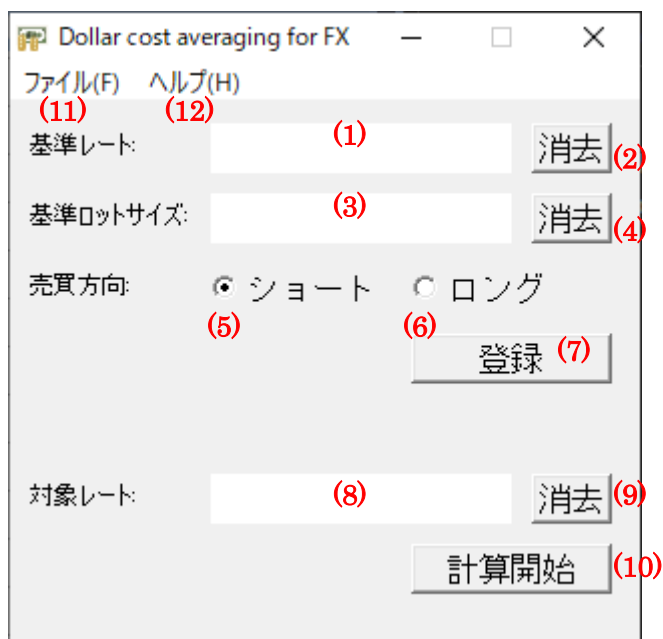 Dollar cost averaging for FX
ファイル(F) ヘルプ(H)
(11) (12)
基準レート: (1) 消去 (2)
基準ロットサイズ: (3) 消去 (4)
売買方向: ショート ロング
(5) (6)
登録 (7)
対象レート: (8) 消去 (9)
計算開始 (10)